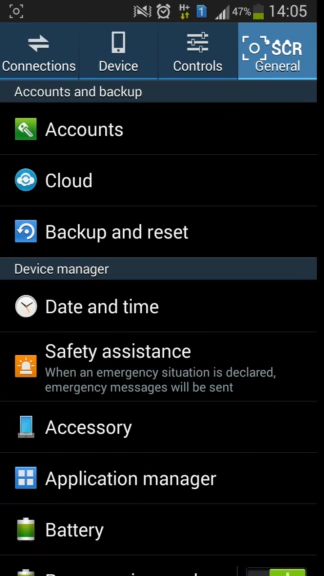 H+
1
47%
14:05
Connections
Device
Controls
SCR
General
Accounts and backup
Accounts
Cloud
Backup and reset
Device manager
Date and time
Safety assistance
When an emergency situation is declared,
emergency messages will be sent
Accessory
Application manager
Battery